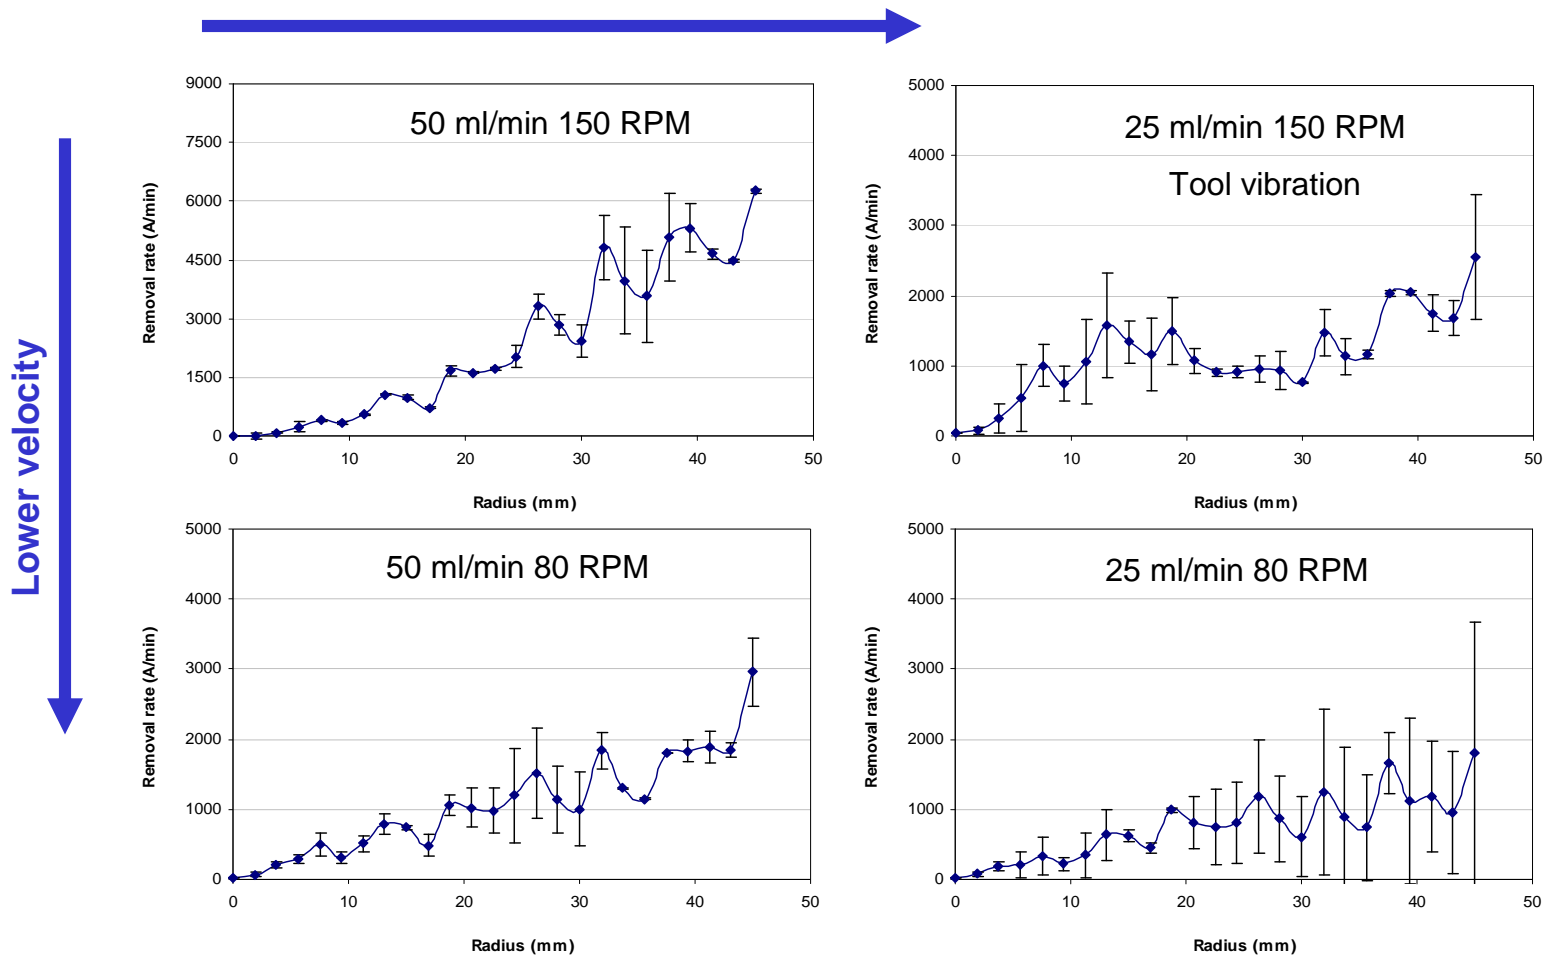 50 ml/min 150 RPM
Removal rate (A/min)
9000
7500
6000
4500
3000
1500
0
0 10 20 30 40 50
Radius (mm)
25 ml/min 150 RPM
Tool vibration
Removal rate (A/min)
5000
4000
3000
2000
1000
0
0 10 20 30 40 50
Radius (mm)
Lower velocity
50 ml/min 80 RPM
Removal rate (A/min)
5000
4000
3000
2000
1000
0
0 10 20 30 40 50
Radius (mm)
25 ml/min 80 RPM
Removal rate (A/min)
5000
4000
3000
2000
1000
0
0 10 20 30 40 50
Radius (mm)